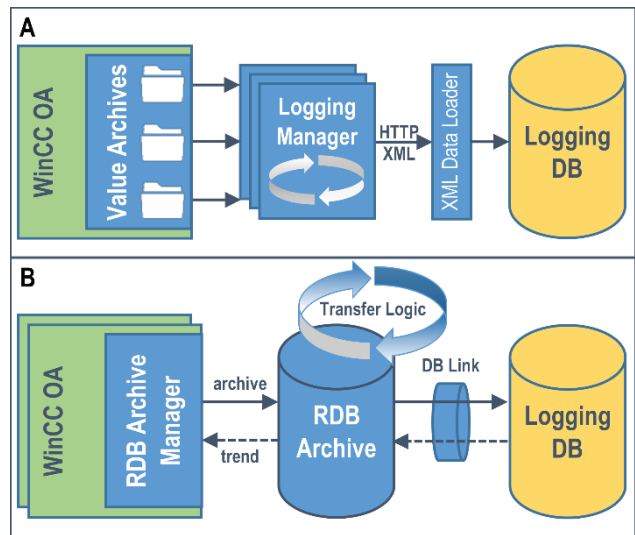 A
WinCC OA
Value Archives
Logging
Manager
HTTP
XML
XML Data Loader
Logging
DB
B
Transfer Logic
WinCC OA
RDB Archive
Manager
archive
trend
RDB
Archive
DB Link
Logging
DB